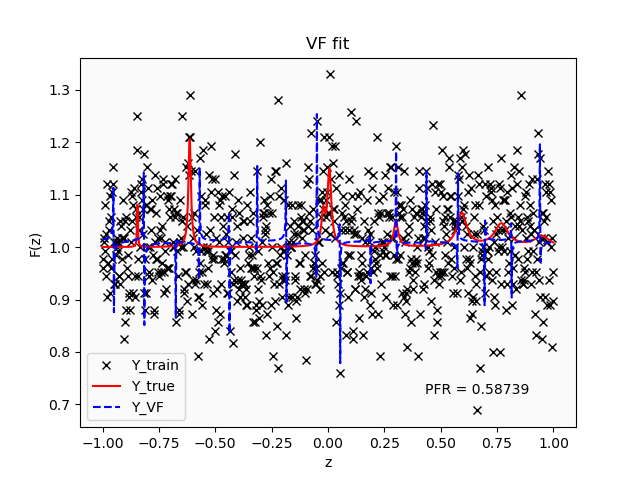 VF fit
F(z)
1.3
1.2
1.1
1.0
0.9
0.8
0.7
Y_train
Y_true
Y_VF
PFR = 0.58739
−1.00 −0.75 −0.50 −0.25 0.00 0.25 0.50 0.75 1.00
z